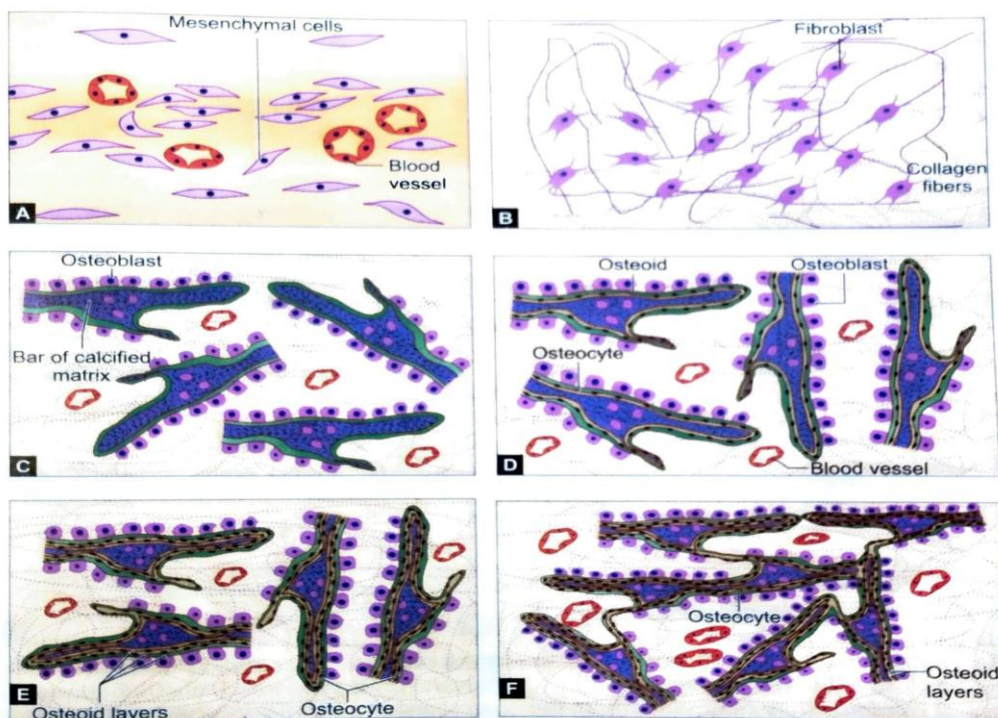 Mesenchymal cells
Blood
vessel
A
Fibroblast
Collagen
fibers
B
Osteoblast
Bar of calcified
matrix
C
Osteoid
Osteoblast
Osteocyte
Blood vessel
D
Osteoid layers
Osteocyte
E
Osteocyte
Osteoid
layers
F